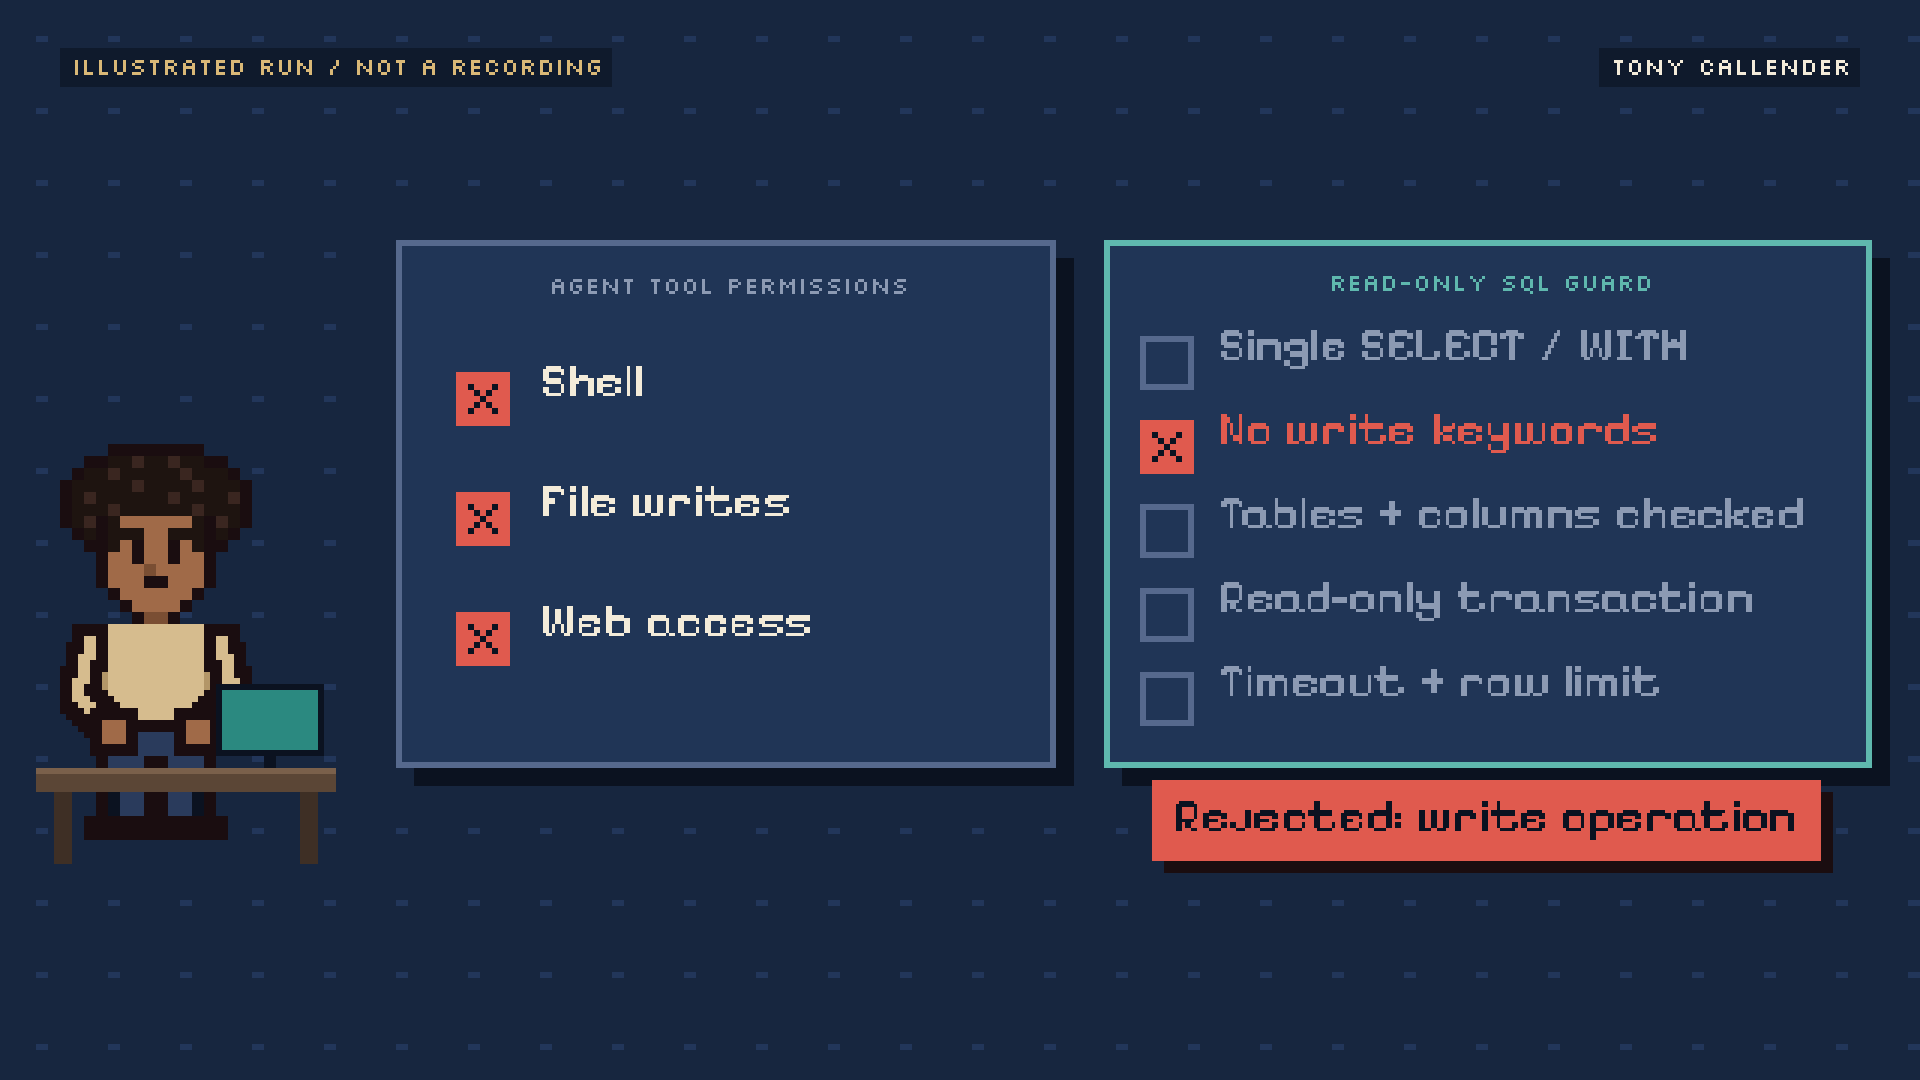 ILLUSTRATED RUN / NOT A RECORDING
TONY CALLENDER
AGENT TOOL PERMISSIONS
Shell
File writes
Web access
READ-ONLY SQL GUARD
Single SELECT / WITH
No write keywords
Tables + columns checked
Read-only transaction
Timeout + row limit
Rejected: write operation